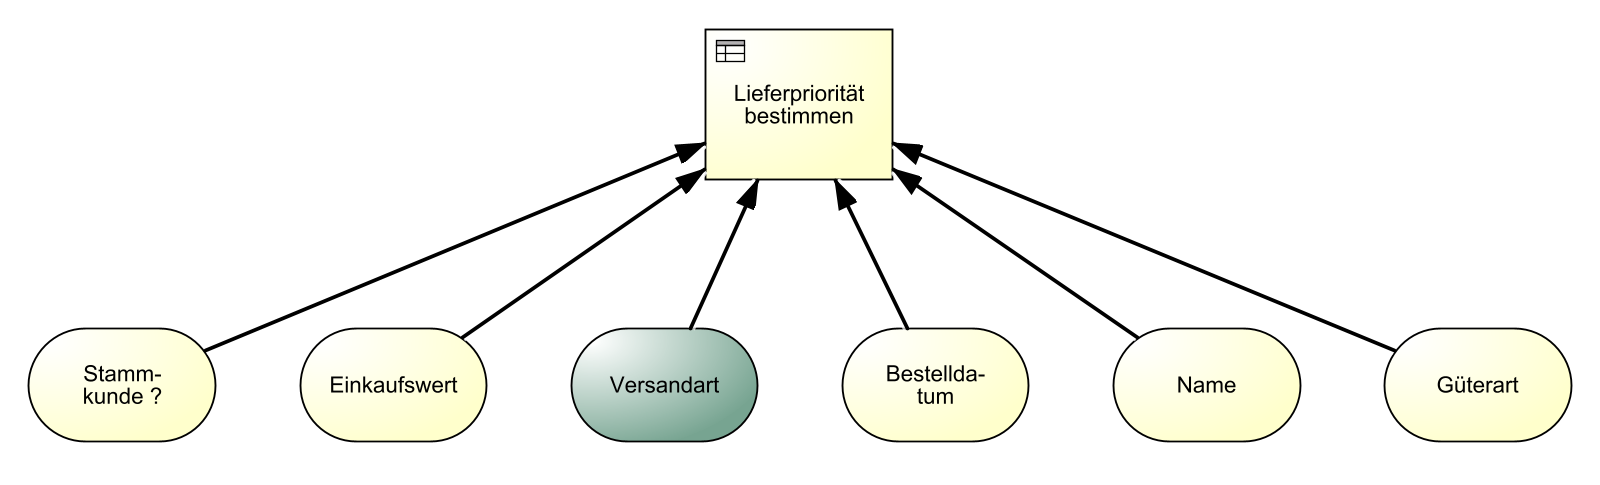 Lieferpriorität
bestimmen
Stamm-
kunde ?
Einkaufswert
Versandart
Bestellda-
tum
Name
Güterart